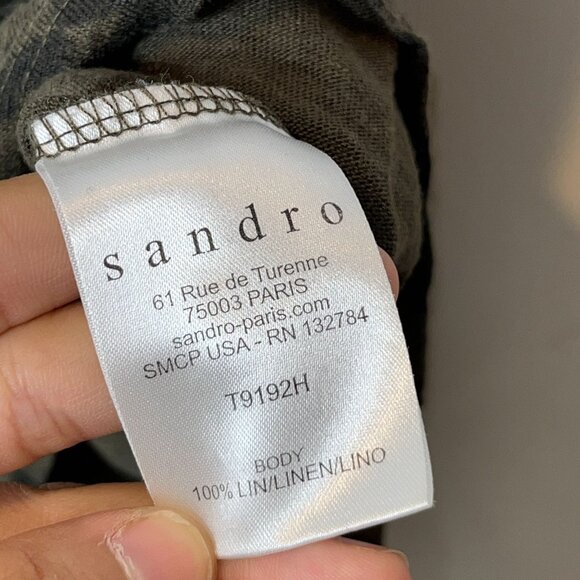 sandro
61 Rue de Turenne
75003 PARIS
sandro-paris.com
SMCP USA - RN 132784
T9192H
BODY
100% LIN/LINEN/LINO